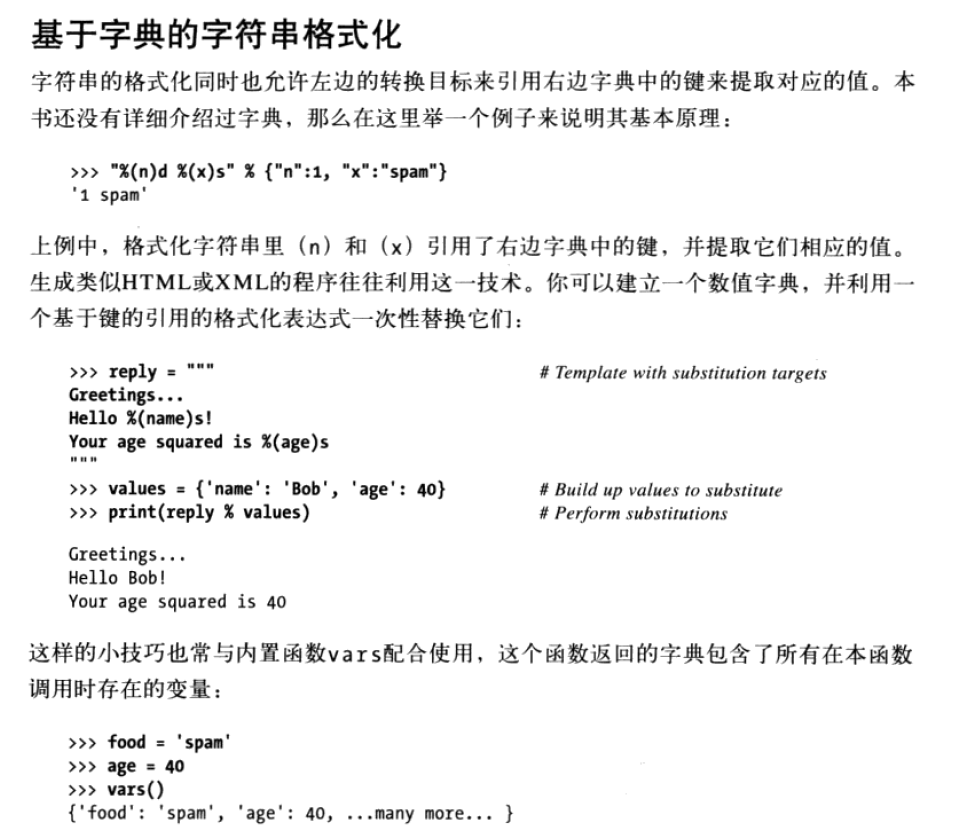 基于字典的字符串格式化
字符串的格式化同时也允许左边的转换目标来引用右边字典中的键来提取对应的值。本
书还没有详细介绍过字典，那么在这里举一个例子来说明其基本原理：
>>> "%(n)d %(x)s" % {"n":1, "x":"spam"}
'1 spam'
上例中，格式化字符串里（n）和（x）引用了右边字典中的键，并提取它们相应的值。
生成类似HTML或XML的程序往往利用这一技术。你可以建立一个数值字典，并利用一
个基于键的引用的格式化表达式一次性替换它们：
>>> reply = """ # Template with substitution targets
Greetings...
Hello %(name)s!
Your age squared is %(age)s
"""
>>> values = {'name': 'Bob', 'age': 40} # Build up values to substitute
>>> print(reply % values) # Perform substitutions
Greetings...
Hello Bob!
Your age squared is 40
这样的小技巧也常与内置函数vars配合使用，这个函数返回的字典包含了所有在本函数
调用时存在的变量：
>>> food = 'spam'
>>> age = 40
>>> vars()
{'food': 'spam', 'age': 40, ...many more... }